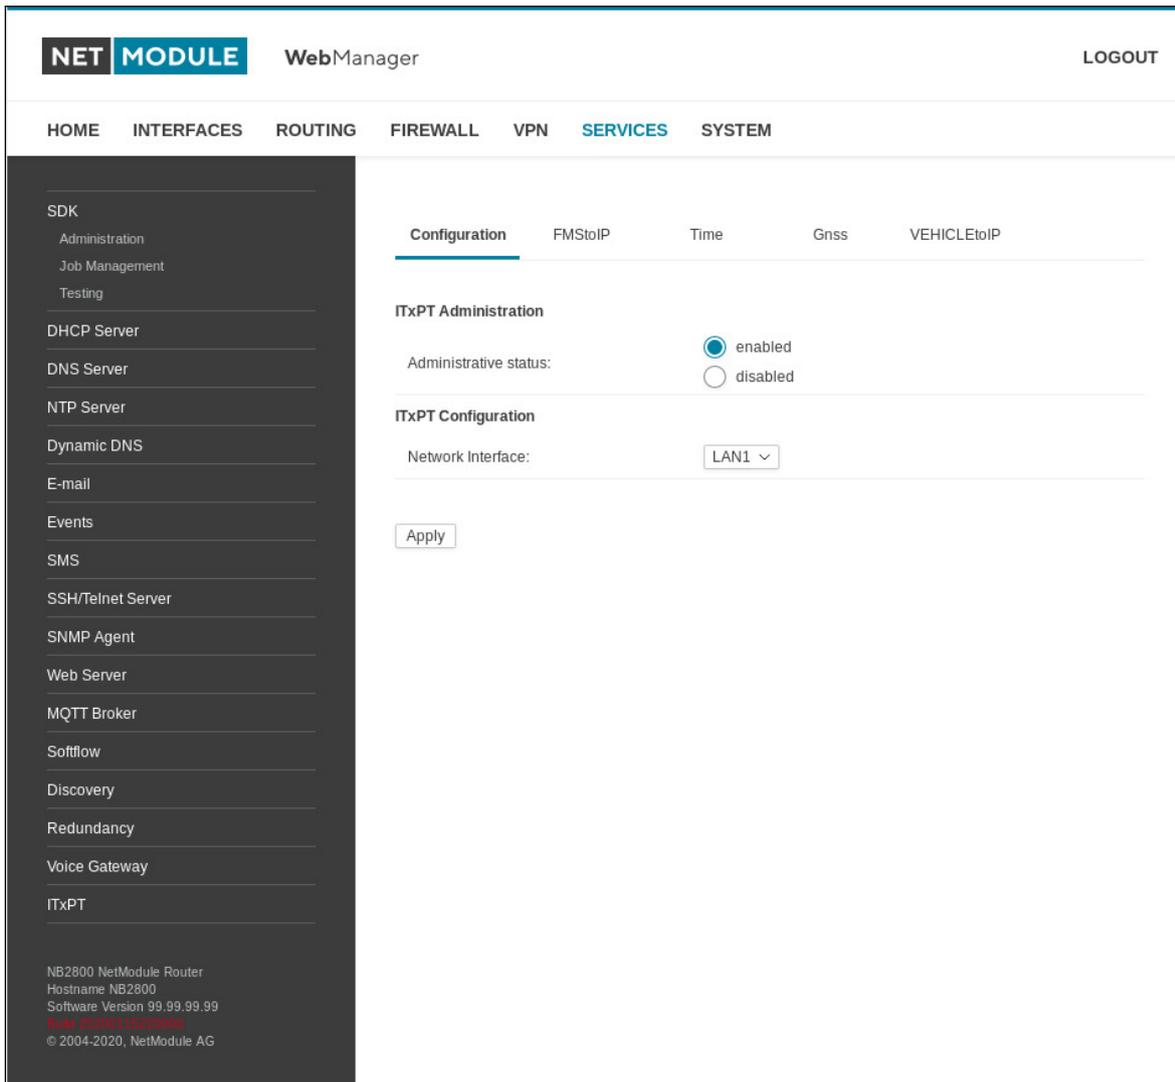 NET MODULE WebManager LOGOUT
HOME INTERFACES ROUTING FIREWALL VPN SERVICES SYSTEM
SDK
Administration
Job Management
Testing
DHCP Server
DNS Server
NTP Server
Dynamic DNS
E-mail
Events
SMS
SSH/Telnet Server
SNMP Agent
Web Server
MQTT Broker
Softflow
Discovery
Redundancy
Voice Gateway
ITxPT
NB2800 NetModule Router
Hostname NB2800
Software Version 99.99.99.99
Build
© 2004-2020, NetModule AG
Configuration FMStoIP Time Gnss VEHICLEtoIP
ITxPT Administration
Administrative status:
enabled
disabled
ITxPT Configuration
Network Interface: LAN1
Apply